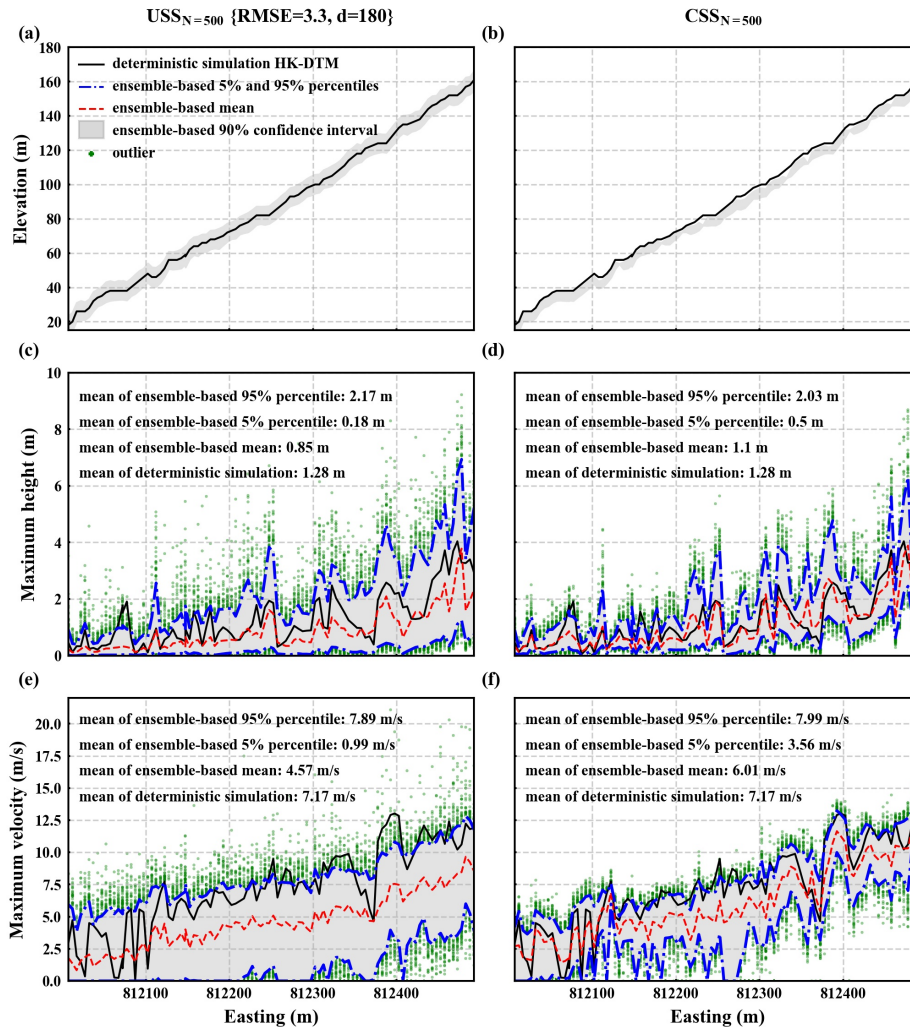 USS N=500 {RMSE=3.3, d=180}
CSS N=500
(a)
(b)
180
160
140
120
100
80
60
40
20
Elevation (m)
deterministic simulation HK-DTM
ensemble-based 5% and 95% percentiles
ensemble-based mean
ensemble-based 90% confidence interval
outlier
(c)
(d)
10
8
6
4
2
0
Maximum height (m)
mean of ensemble-based 95% percentile: 2.17 m
mean of ensemble-based 5% percentile: 0.18 m
mean of ensemble-based mean: 0.85 m
mean of deterministic simulation: 1.28 m
mean of ensemble-based 95% percentile: 2.03 m
mean of ensemble-based 5% percentile: 0.5 m
mean of ensemble-based mean: 1.1 m
mean of deterministic simulation: 1.28 m
(e)
(f)
20.0
17.5
15.0
12.5
10.0
7.5
5.0
2.5
0.0
Maximum velocity (m/s)
mean of ensemble-based 95% percentile: 7.89 m/s
mean of ensemble-based 5% percentile: 0.99 m/s
mean of ensemble-based mean: 4.57 m/s
mean of deterministic simulation: 7.17 m/s
mean of ensemble-based 95% percentile: 7.99 m/s
mean of ensemble-based 5% percentile: 3.56 m/s
mean of ensemble-based mean: 6.01 m/s
mean of deterministic simulation: 7.17 m/s
812100 812200 812300 812400
812100 812200 812300 812400
Easting (m)
Easting (m)